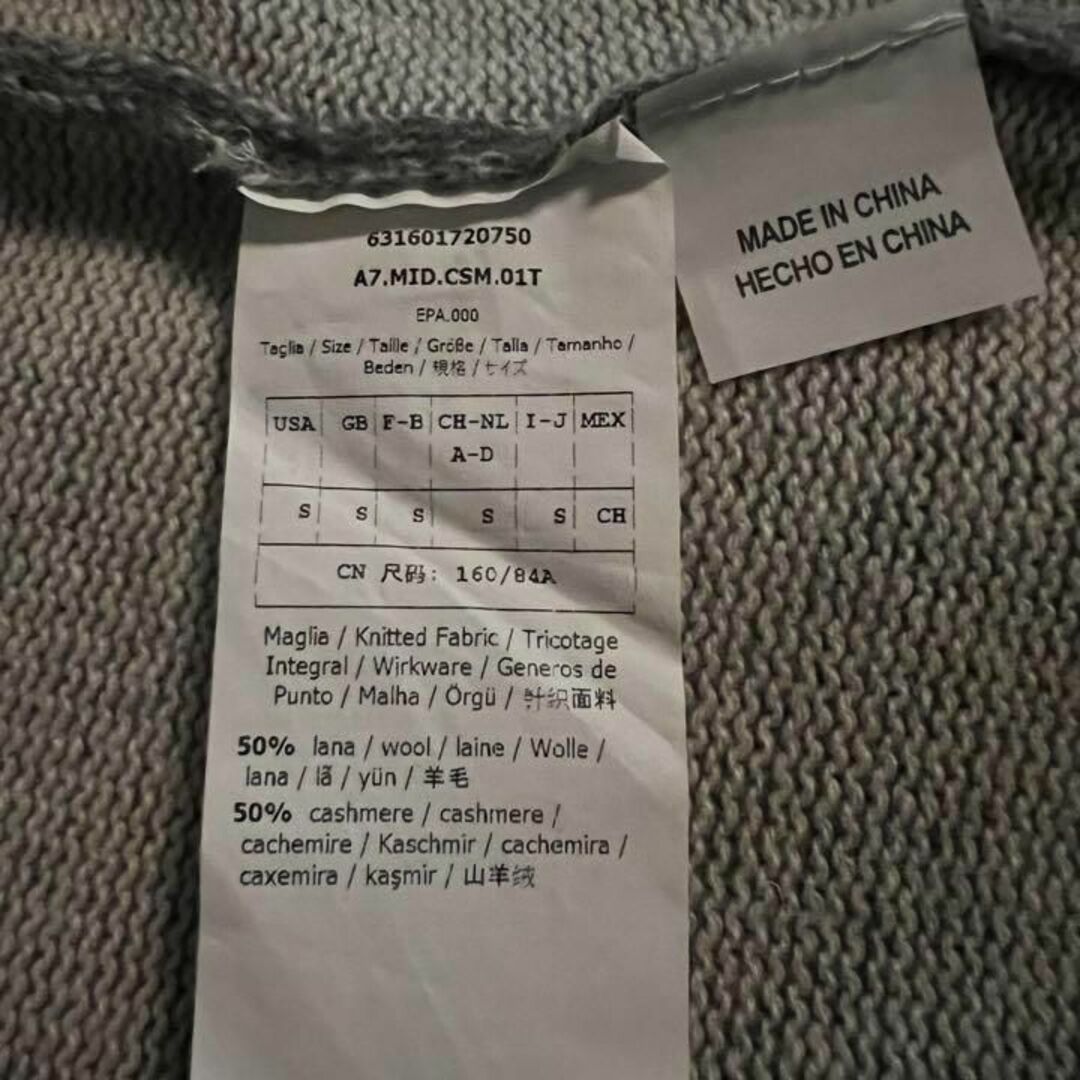 631601720750
A7.MID.CSM.01T
EPA.000
Taglia / Size / Taille / Größe / Talla / Tamanho /
Beden / 規格 / サイズ
USA GB F-B CH-NL I-J MEX
A-D
S S S S S CH
CN 尺码: 160/84A
Maglia / Knitted Fabric / Tricotage
Integral / Wirkware / Generos de
Punto / Malha / Örgü / 针织面料
50% lana / wool / laine / Wolle /
lana / lã / yün / 羊毛
50% cashmere / cashmere /
cachemire / Kaschmir / cachemira /
caxemira / kaşmir / 山羊绒
MADE IN CHINA
HECHO EN CHINA